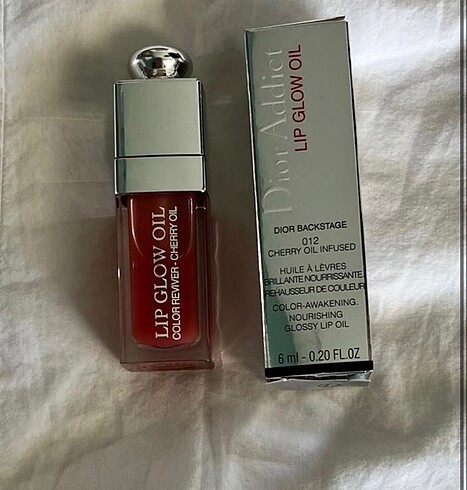 LIP GLOW OIL
COLOR REVIVER - CHERRY OIL
Dior Addict
LIP GLOW OIL
DIOR BACKSTAGE
012
CHERRY OIL INFUSED
HUILE À LÈVRES
BRILLANTE NOURRISSANTE.
REHAUSSEUR DE COULEUR
COLOR-AWAKENING.
NOURISHING
GLOSSY LIP OIL
6 ml - 0.20 FL.OZ